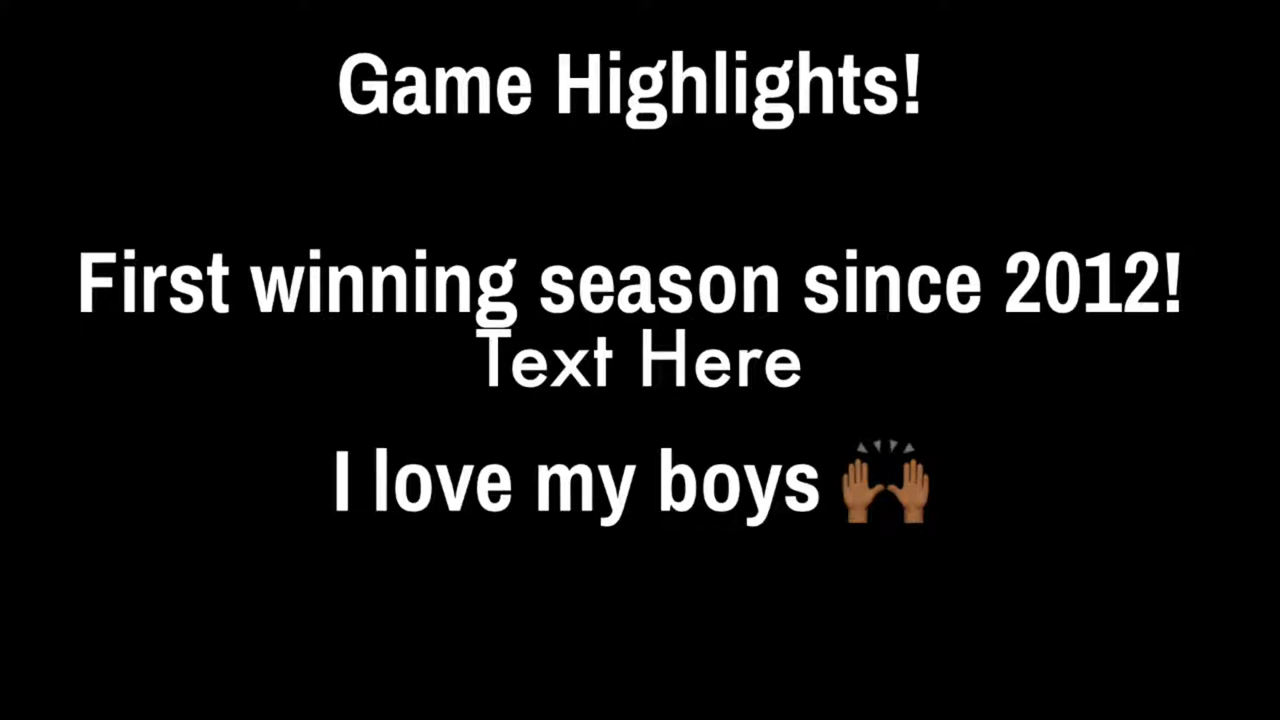 Game Highlights!
First winning season since 2012!
Text Here
I love my boys 🙌🏾